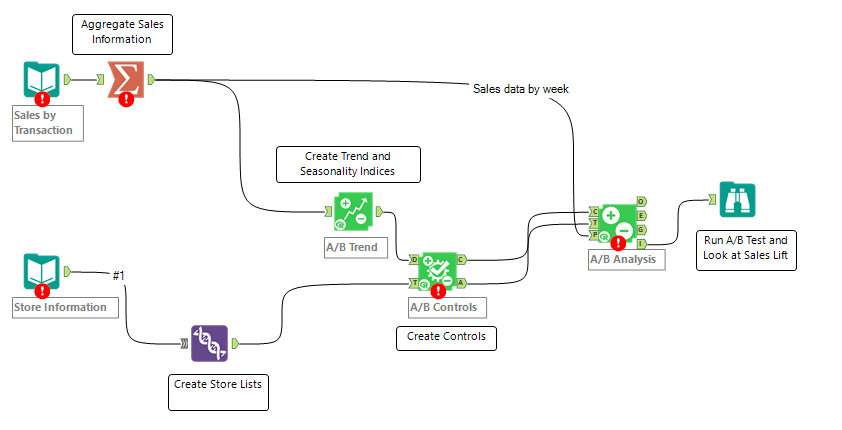 Aggregate Sales
Information
Sales by
Transaction
Sales data by week
Create Trend and
Seasonality Indices
A/B Trend
C
T
P
O
E
G
I
A/B Analysis
Run A/B Test and
Look at Sales Lift
Store Information
#1
D
T
C
A
A/B Controls
Create Controls
Create Store Lists